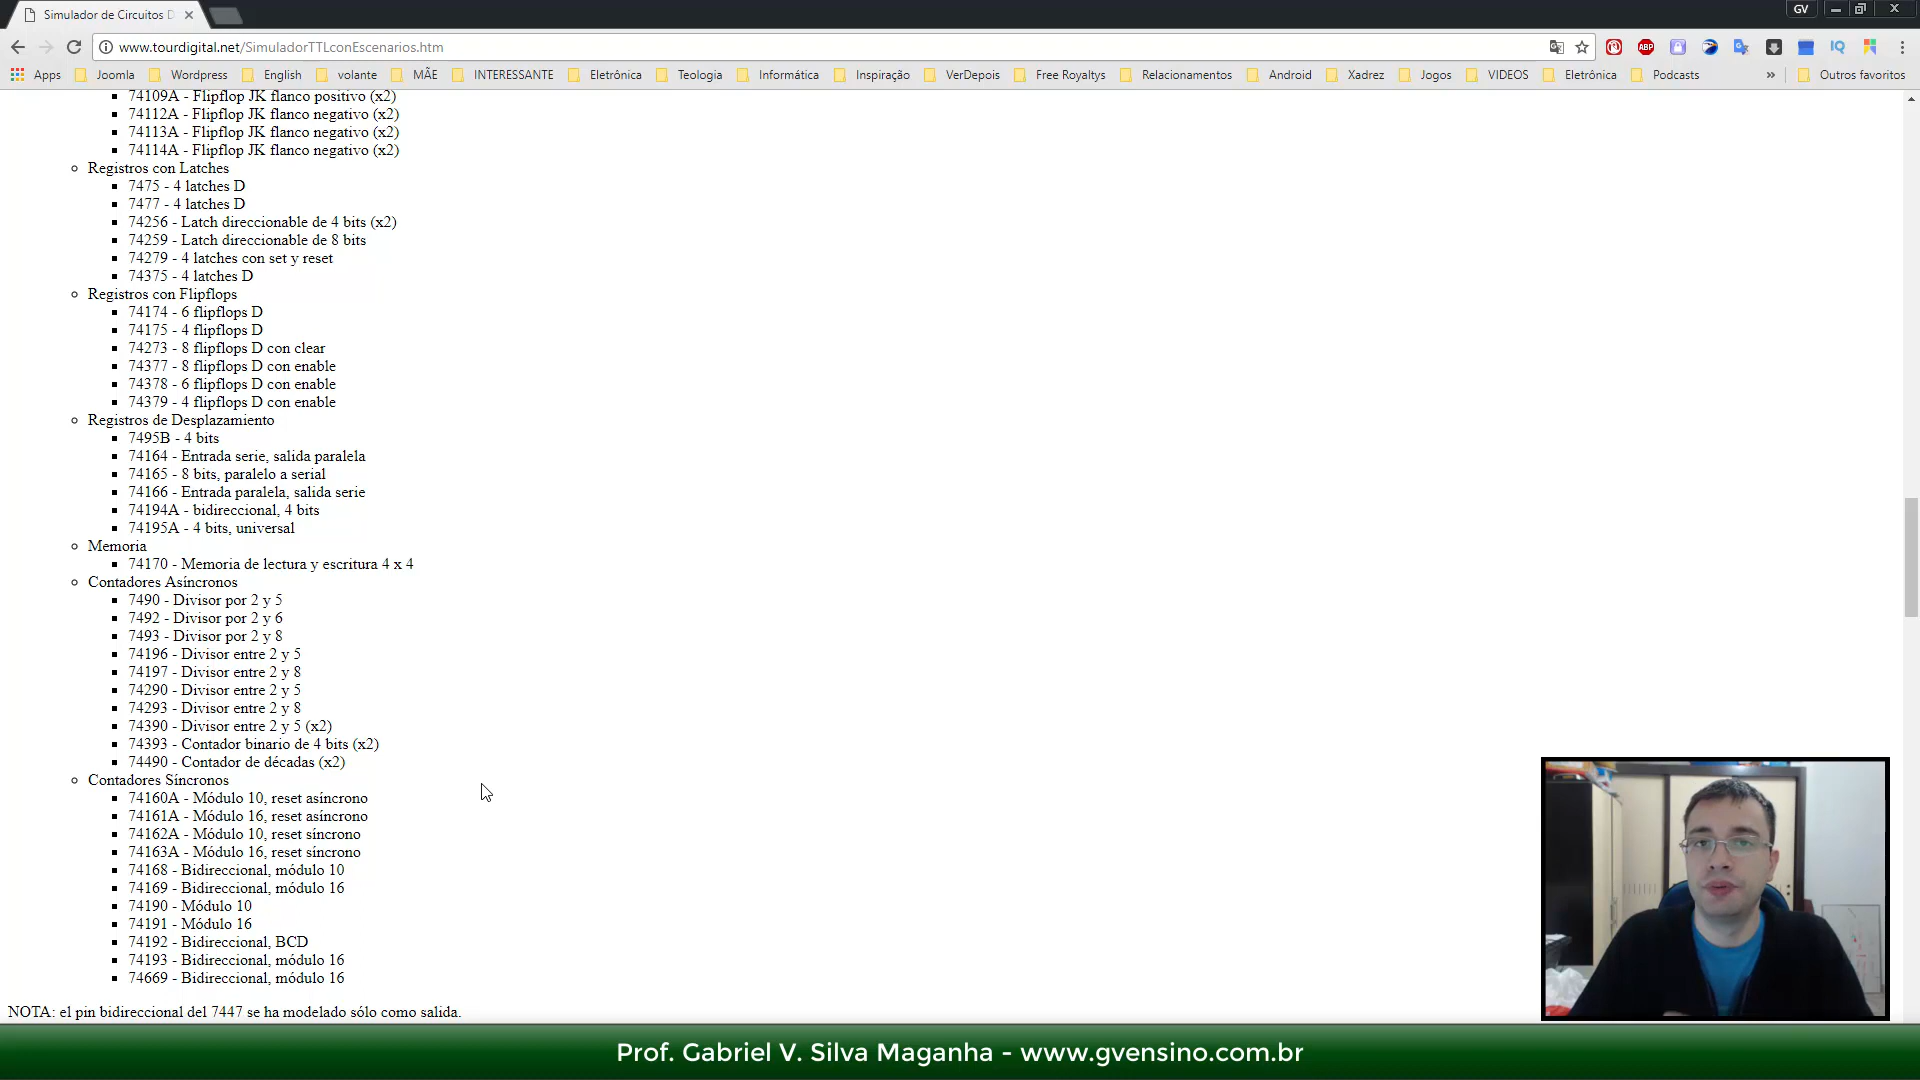 Simulador de Circuitos D
GV
www.tourdigital.net/SimuladorTTLconEscenarios.htm
ABP
IQ
Apps Joomla Wordpress English volante MÃE INTERESSANTE Eletrônica Teologia Informática Inspiração VerDepois Free Royaltys Relacionamentos Android Xadrez Jogos VIDEOS Eletrônica Podcasts » Outros favoritos
74109A - Flipflop JK flanco positivo (x2)
74112A - Flipflop JK flanco negativo (x2)
74113A - Flipflop JK flanco negativo (x2)
74114A - Flipflop JK flanco negativo (x2)
Registros con Latches
7475 - 4 latches D
7477 - 4 latches D
74256 - Latch direccionable de 4 bits (x2)
74259 - Latch direccionable de 8 bits
74279 - 4 latches con set y reset
74375 - 4 latches D
Registros con Flipflops
74174 - 6 flipflops D
74175 - 4 flipflops D
74273 - 8 flipflops D con clear
74377 - 8 flipflops D con enable
74378 - 6 flipflops D con enable
74379 - 4 flipflops D con enable
Registros de Desplazamiento
7495B - 4 bits
74164 - Entrada serie, salida paralela
74165 - 8 bits, paralelo a serial
74166 - Entrada paralela, salida serie
74194A - bidireccional, 4 bits
74195A - 4 bits, universal
Memoria
74170 - Memoria de lectura y escritura 4 x 4
Contadores Asíncronos
7490 - Divisor por 2 y 5
7492 - Divisor por 2 y 6
7493 - Divisor por 2 y 8
74196 - Divisor entre 2 y 5
74197 - Divisor entre 2 y 8
74290 - Divisor entre 2 y 5
74293 - Divisor entre 2 y 8
74390 - Divisor entre 2 y 5 (x2)
74393 - Contador binario de 4 bits (x2)
74490 - Contador de décadas (x2)
Contadores Síncronos
74160A - Módulo 10, reset asíncrono
74161A - Módulo 16, reset asíncrono
74162A - Módulo 10, reset síncrono
74163A - Módulo 16, reset síncrono
74168 - Bidireccional, módulo 10
74169 - Bidireccional, módulo 16
74190 - Módulo 10
74191 - Módulo 16
74192 - Bidireccional, BCD
74193 - Bidireccional, módulo 16
74669 - Bidireccional, módulo 16
NOTA: el pin bidireccional del 7447 se ha modelado sólo como salida.
Prof. Gabriel V. Silva Maganha - www.gvensino.com.br